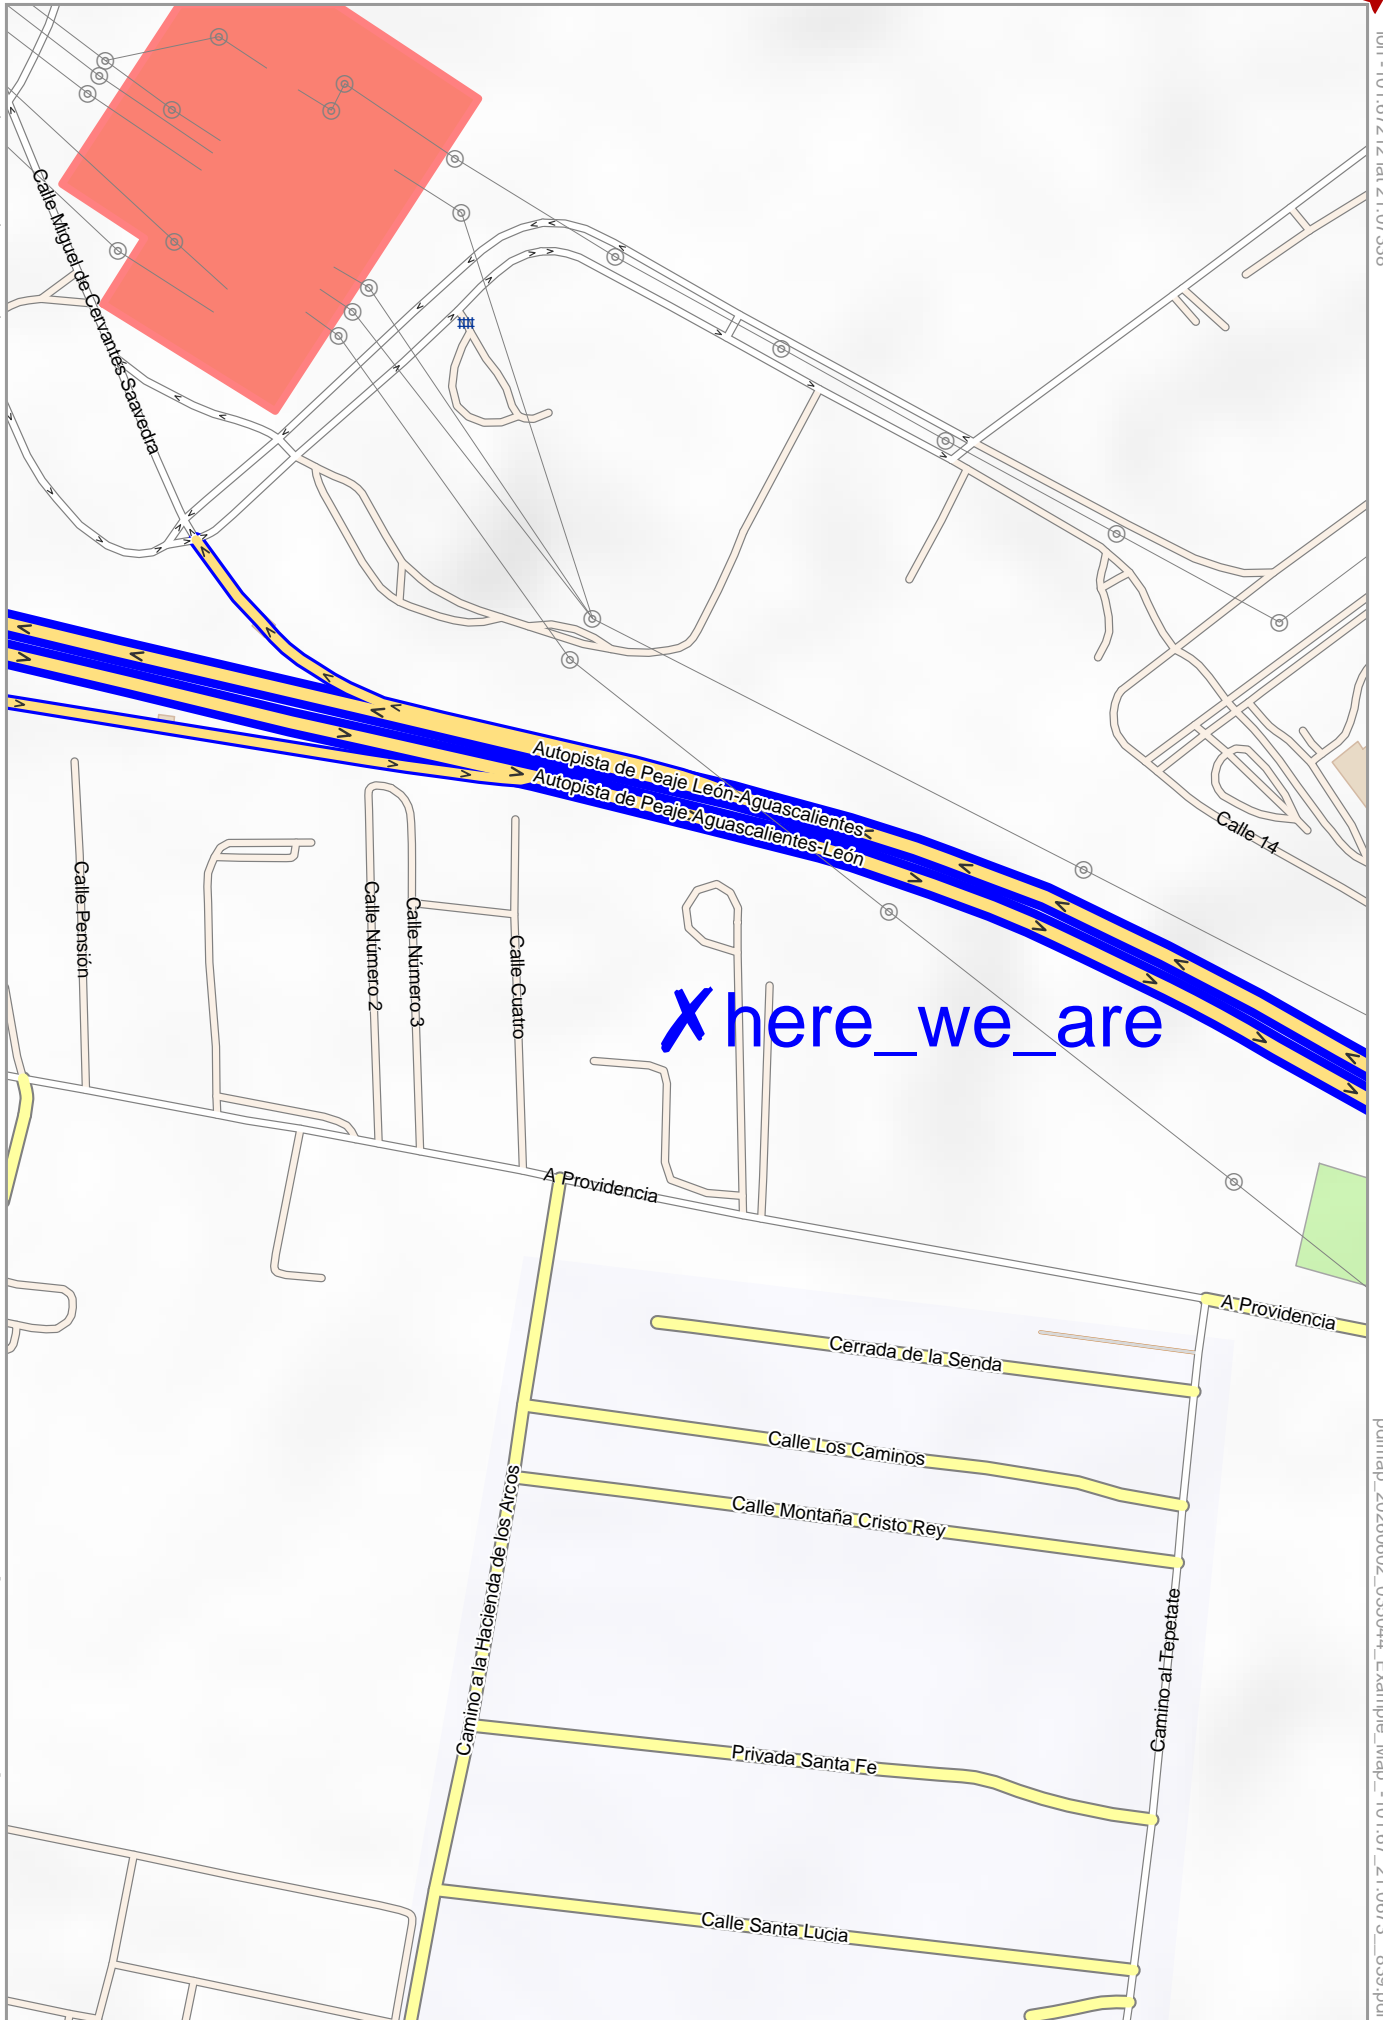 Calle Miguel de Cervantes Saavedra
Autopista de Peaje León-Aguascalientes
Autopista de Peaje Aguascalientes-León
Calle 14
Calle Pensión
Calle Número 2
Calle Número 3
Calle Cuatro
✗here_we_are
A Providencia
A Providencia
Cerrada de la Senda
Calle Los Caminos
Calle Montaña Cristo Rey
Camino a la Hacienda de los Arcos
Camino al Tepetate
Privada Santa Fe
Calle Santa Lucia